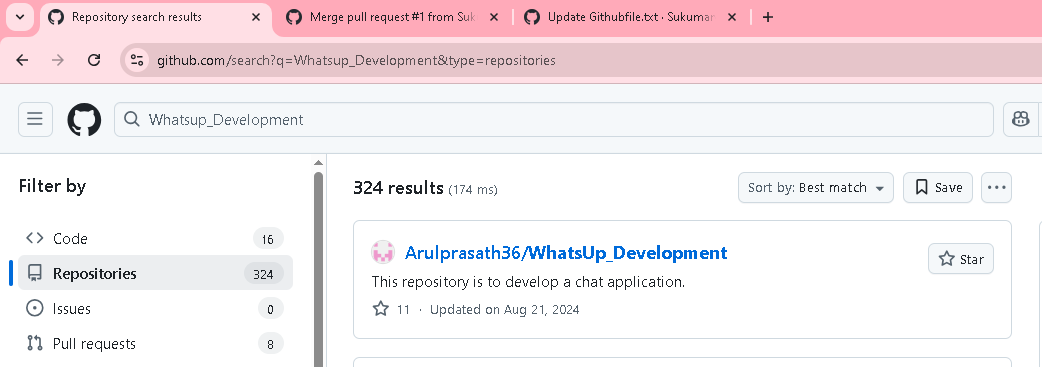 Repository search results
Merge pull request #1 from Suk
Update Githubfile.txt · Sukumar
github.com/search?q=Whatsup_Development&type=repositories
Whatsup_Development
Filter by
Code 16
Repositories 324
Issues 0
Pull requests 8
324 results (174 ms)
Sort by: Best match
Save
Arulprasath36/WhatsUp_Development
Star
This repository is to develop a chat application.
11 · Updated on Aug 21, 2024